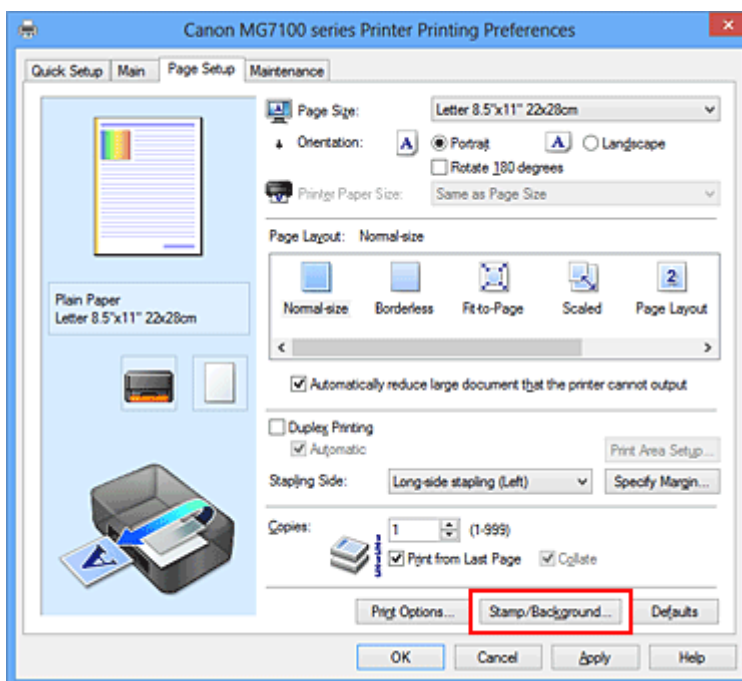 Canon MG7100 series Printer Printing Preferences
Quick Setup Main Page Setup Maintenance
Page Size: Letter 8.5"x11" 22x28cm
Orientation: A Portrait A Landscape
Rotate 180 degrees
Printer Paper Size: Same as Page Size
Page Layout: Normal-size
2
Normal-size Borderless Fit-to-Page Scaled Page Layout
Plain Paper
Letter 8.5"x11" 22x28cm
Automatically reduce large document that the printer cannot output
Duplex Printing
Automatic Print Area Setup...
Stapling Side: Long-side stapling (Left) Specify Margin...
Copies: 1 (1-999)
Print from Last Page Collate
A
Print Options... Stamp/Background... Defaults
OK Cancel Apply Help